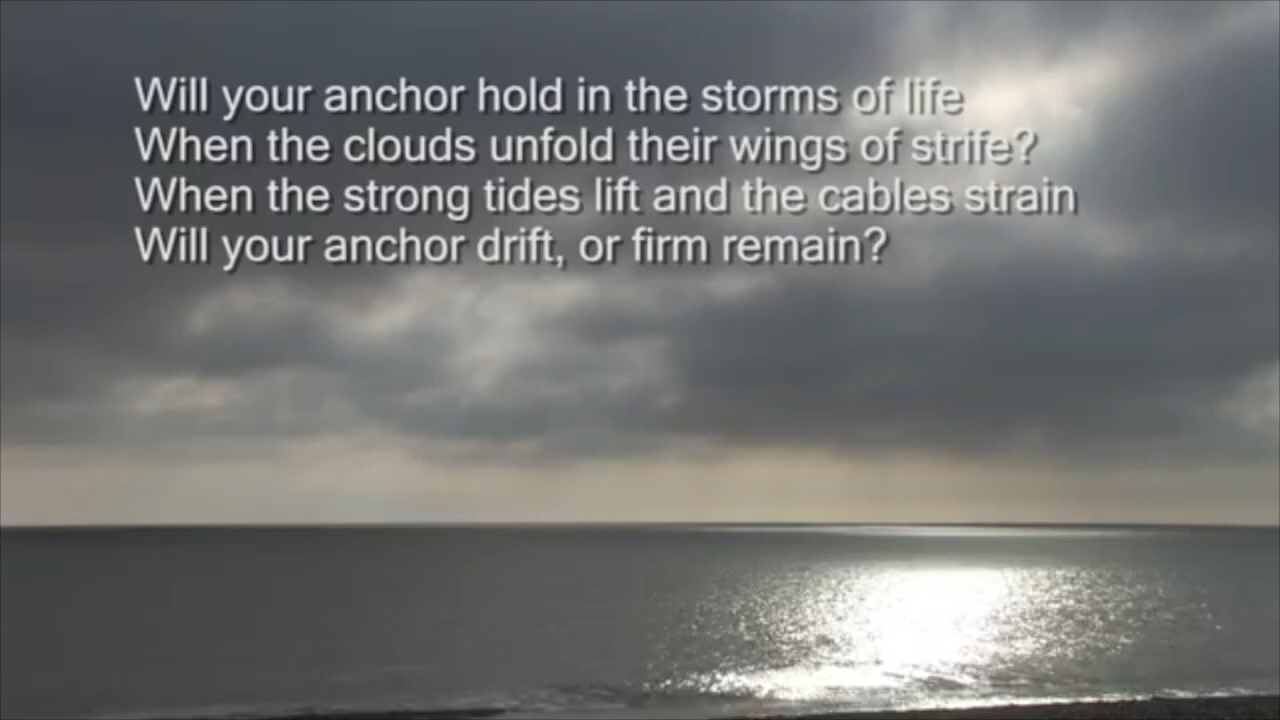 Will your anchor hold in the storms of life
When the clouds unfold their wings of strife?
When the strong tides lift and the cables strain
Will your anchor drift, or firm remain?